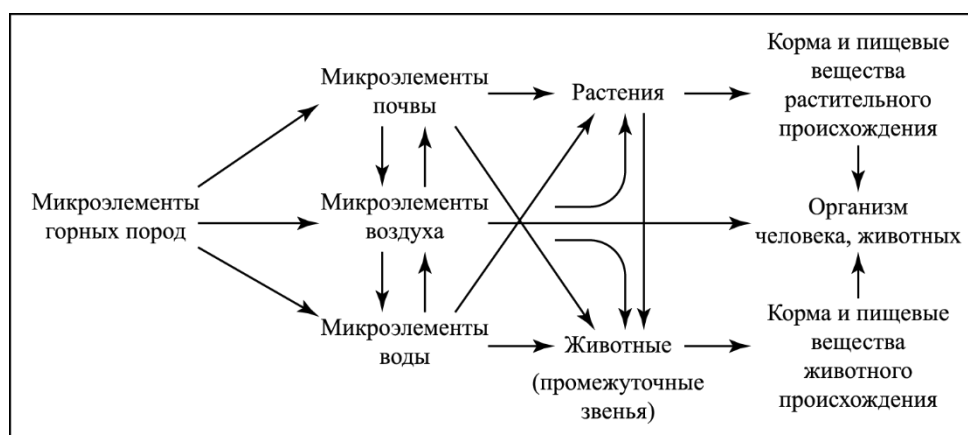 Микроэлементы
почвы
Растения
Корма и пищевые
вещества
растительного
происхождения
Микроэлементы
горных пород
Микроэлементы
воздуха
Организм
человека, животных
Микроэлементы
воды
Животные
(промежуточные
звенья)
Корма и пищевые
вещества
животного
происхождения